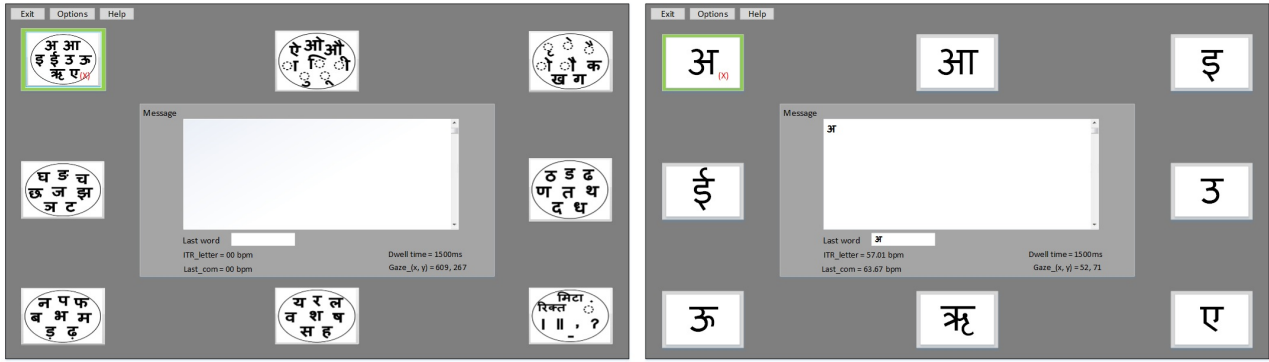 Exit Options Help
अ आ
इ ई उ ऊ
ऋ ए(X)
ऐ ओ औ
ा ि ी
ु ू
ृ े ै
ो ौ क
ख ग
Message
घ ङ च
छ ज झ
ञ ट
ठ ड ढ
ण त थ
द ध
Last word
ITR_letter = 00 bpm Dwell time = 1500ms
Last_com = 00 bpm Gaze_(x, y) = 609, 267
न प फ
ब भ म
ड़ ढ़
य र ल
व श ष
स ह
मिटा .
रिक्त ँ
। ॥ , ?
_
Exit Options Help
अ(X) आ इ
Message
अ
ई उ
Last word अ
ITR_letter = 57.01 bpm Dwell time = 1500ms
Last_com = 63.67 bpm Gaze_(x, y) = 52, 71
ऊ ऋ ए